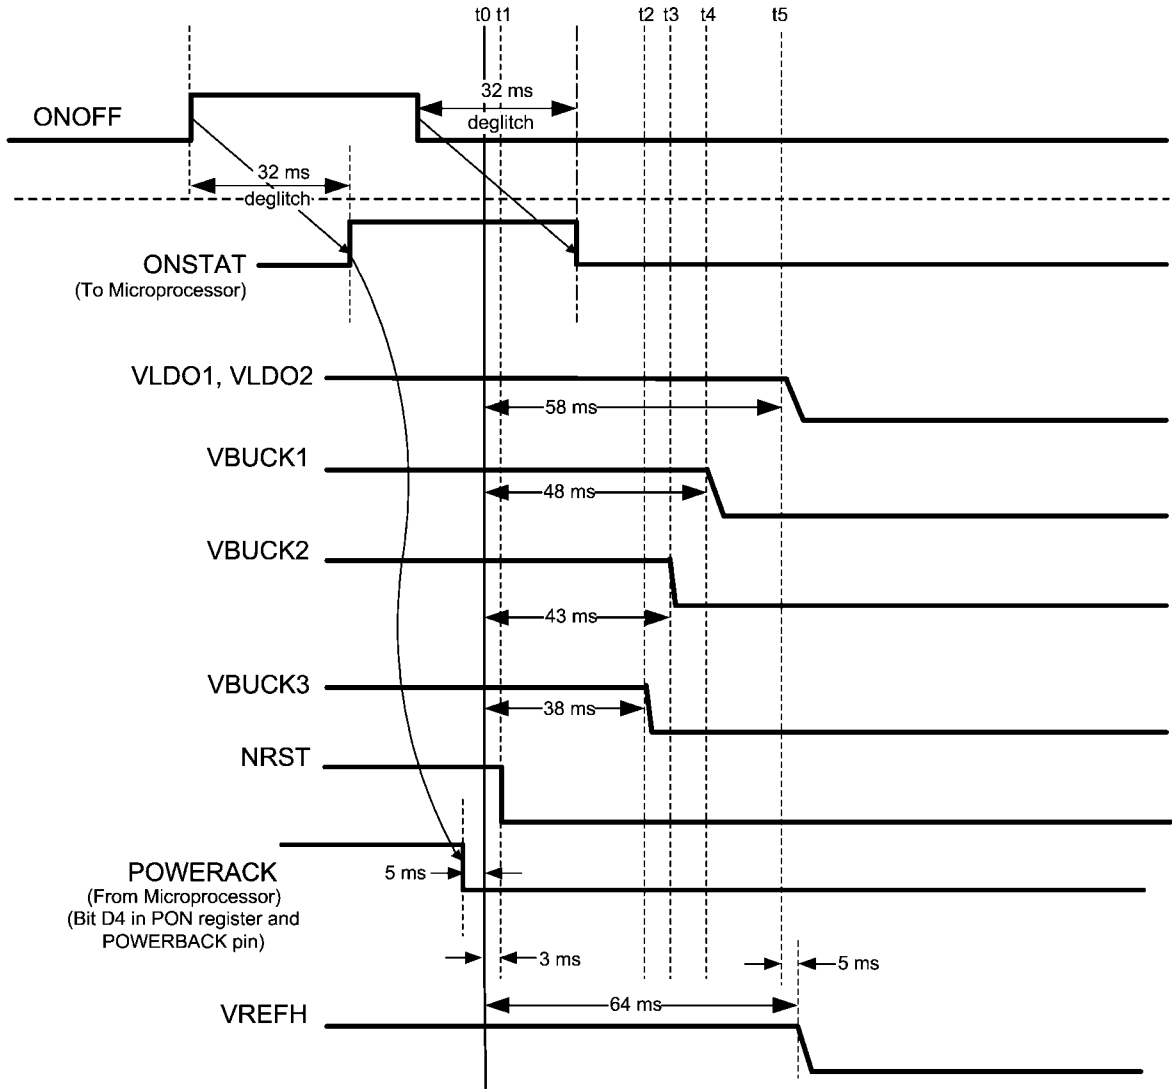 t0 t1 t2 t3 t4 t5
32 ms
ONOFF
deglitch
32 ms
deglitch
ONSTAT
(To Microprocessor)
VLDO1, VLDO2
58 ms
VBUCK1
48 ms
VBUCK2
43 ms
VBUCK3
38 ms
NRST
POWERACK
5 ms
(From Microprocessor)
(Bit D4 in PON register and
POWERBACK pin)
3 ms
5 ms
64 ms
VREFH